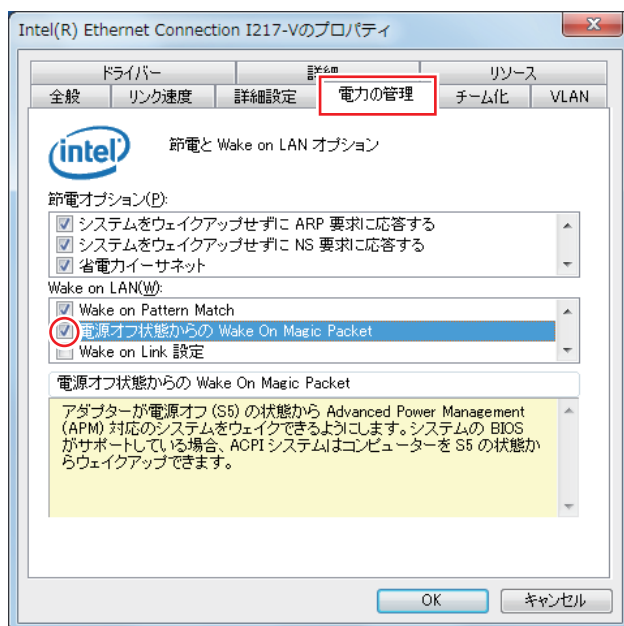 Intel(R) Ethernet Connection I217-Vのプロパティ
ドライバー 詳細 リソース
全般 リンク速度 詳細設定 電力の管理 チーム化 VLAN
intel 節電と Wake on LAN オプション
節電オプション(P):
システムをウェイクアップせずに ARP 要求に応答する
システムをウェイクアップせずに NS 要求に応答する
省電力イーサネット
Wake on LAN(W):
Wake on Pattern Match
電源オフ状態からの Wake On Magic Packet
Wake on Link 設定
電源オフ状態からの Wake On Magic Packet
アダプターが電源オフ (S5) の状態から Advanced Power Management
(APM) 対応のシステムをウェイクできるようにします。システムの BIOS
がサポートしている場合、ACPI システムはコンピューターを S5 の状態か
らウェイクアップできます。
OK キャンセル